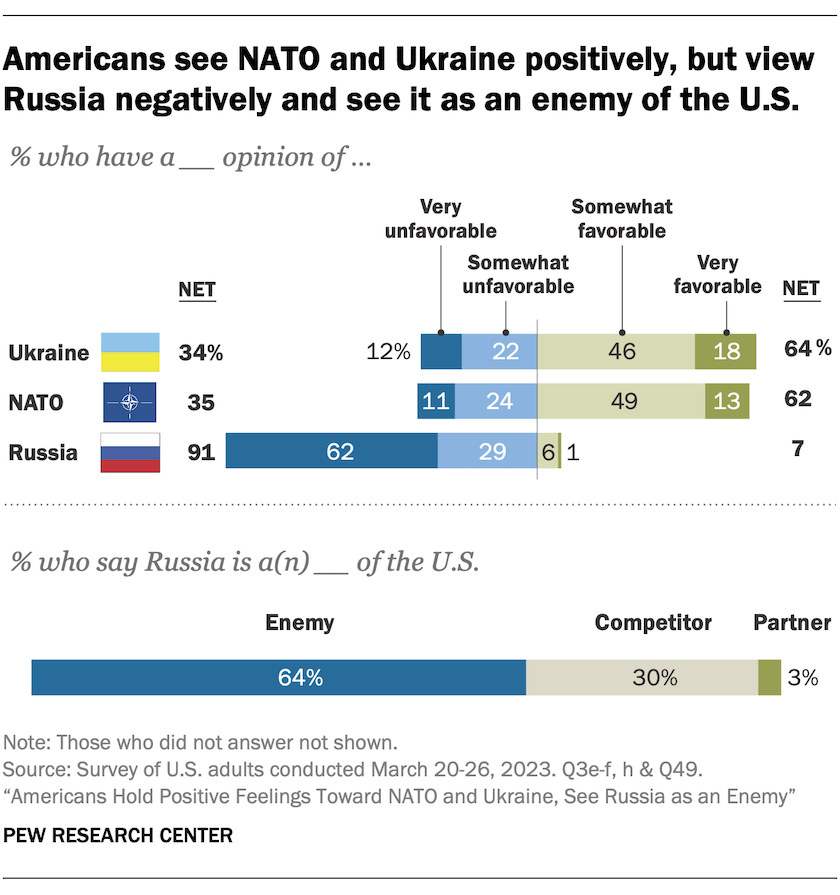 Americans see NATO and Ukraine positively, but view
Russia negatively and see it as an enemy of the U.S.
% who have a __ opinion of ...
Very
unfavorable
Somewhat
favorable
Somewhat
unfavorable
Very
favorable
NET
NET
Ukraine 34% 12% 22 46 18 64%
NATO 35 11 24 49 13 62
Russia 91 62 29 6 1 7
% who say Russia is a(n) __ of the U.S.
Enemy Competitor Partner
64% 30% 3%
Note: Those who did not answer not shown.
Source: Survey of U.S. adults conducted March 20-26, 2023. Q3e-f, h & Q49.
“Americans Hold Positive Feelings Toward NATO and Ukraine, See Russia as an Enemy”
PEW RESEARCH CENTER